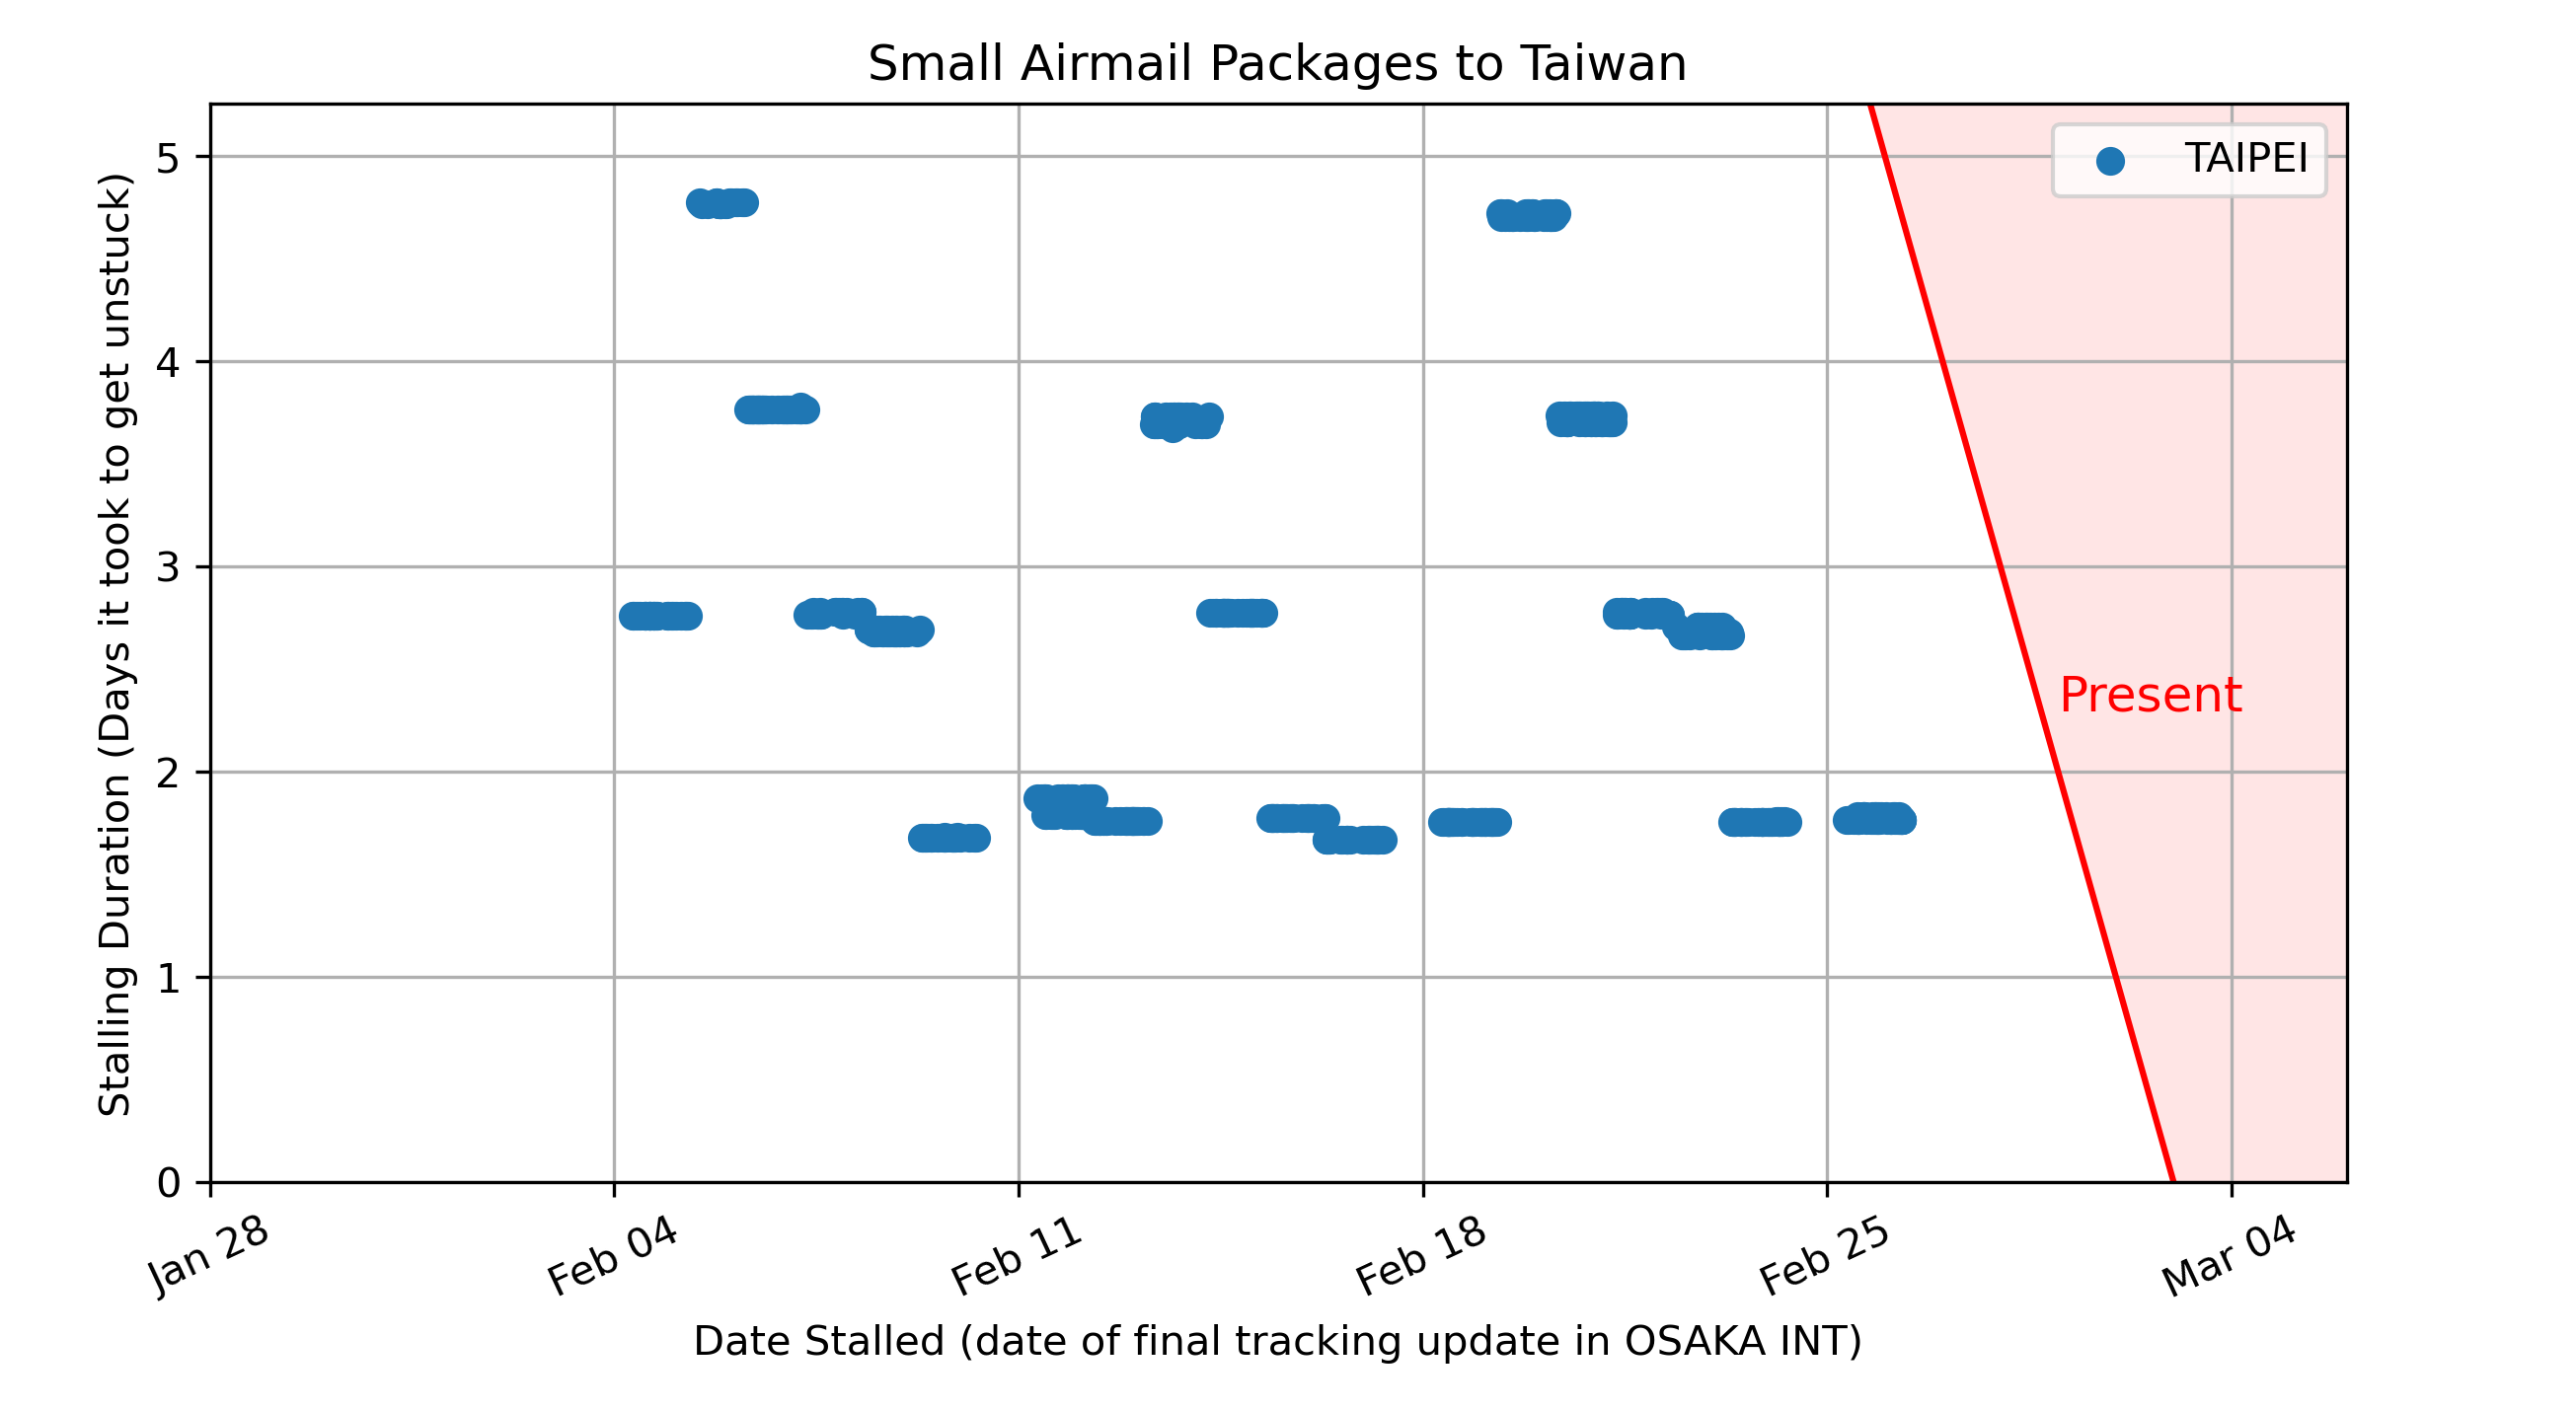 Small Airmail Packages to Taiwan
TAIPEI
Stalling Duration (Days it took to get unstuck)
5
4
3
2
1
0
Present
Jan 28
Feb 04
Feb 11
Feb 18
Feb 25
Mar 04
Date Stalled (date of final tracking update in OSAKA INT)